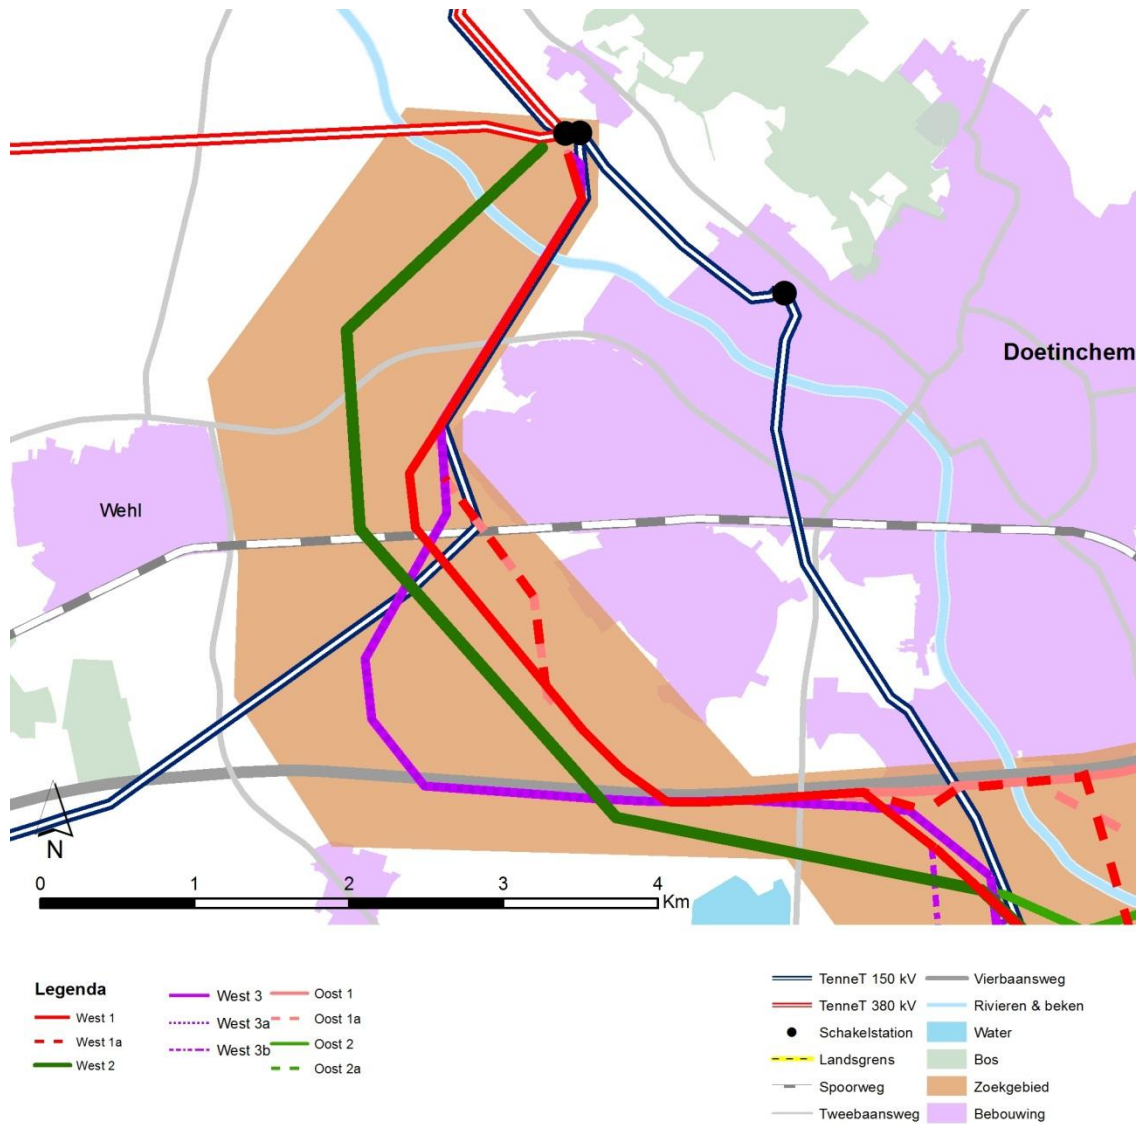 Doetinchem
Wehl
N
0 1 2 3 4 Km
Legenda
West 1
West 1a
West 2
West 3
West 3a
West 3b
Oost 1
Oost 1a
Oost 2
Oost 2a
TenneT 150 kV
TenneT 380 kV
Schakelstation
Landsgrens
Spoorweg
Tweebaansweg
Vierbaansweg
Rivieren & beken
Water
Bos
Zoekgebied
Bebouwing